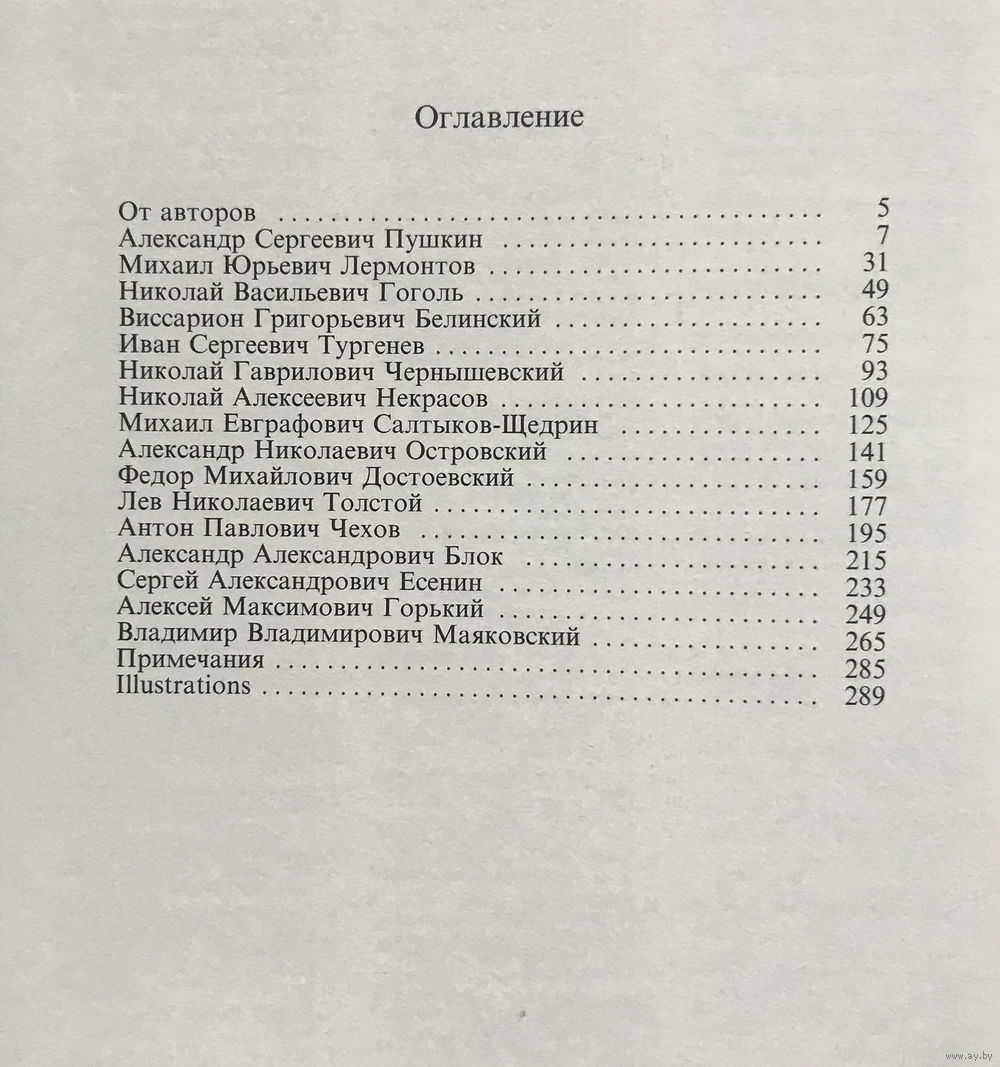 Оглавление
От авторов ........................................ 5
Александр Сергеевич Пушкин ........................ 7
Михаил Юрьевич Лермонтов .......................... 31
Николай Васильевич Гоголь ......................... 49
Виссарион Григорьевич Белинский ................... 63
Иван Сергеевич Тургенев ........................... 75
Николай Гаврилович Чернышевский ................... 93
Николай Алексеевич Некрасов ....................... 109
Михаил Евграфович Салтыков-Щедрин ................. 125
Александр Николаевич Островский ................... 141
Федор Михайлович Достоевский ...................... 159
Лев Николаевич Толстой ............................ 177
Антон Павлович Чехов .............................. 195
Александр Александрович Блок ...................... 215
Сергей Александрович Есенин ....................... 233
Алексей Максимович Горький ........................ 249
Владимир Владимирович Маяковский .................. 265
Примечания ........................................ 285
Illustrations ..................................... 289
www.ay.by